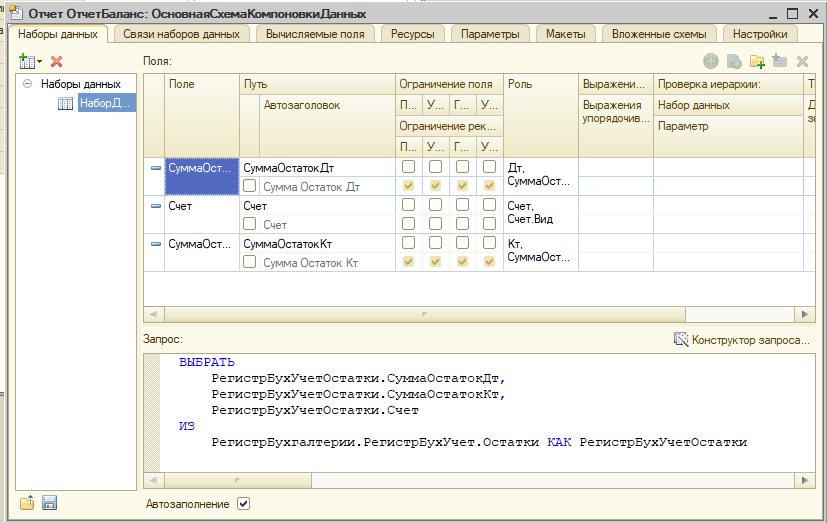 Отчет ОтчетБаланс: ОсновнаяСхемаКомпоновкиДанных
Наборы данных
Связи наборов данных
Вычисляемые поля
Ресурсы
Параметры
Макеты
Вложенные схемы
Настройки
Поля:
Наборы данных
НаборД...
Поле
Путь
Ограничение поля
Роль
Выражени...
Проверка иерархии:
Автозаголовок
П... У... Г... У...
Выражения упорядочив...
Набор данных
Ограничение рек...
Параметр
П... У... Г... У...
СуммаОст...
СуммаОстатокДт
Дт,
СуммаОст...
Сумма Остаток Дт
Счет
Счет
Счет,
Счет.Вид
Счет
СуммаОст...
СуммаОстатокКт
Кт,
СуммаОст...
Сумма Остаток Кт
Запрос:
Конструктор запроса...
ВЫБРАТЬ
РегистрБухУчетОстатки.СуммаОстатокДт,
РегистрБухУчетОстатки.СуммаОстатокКт,
РегистрБухУчетОстатки.Счет
ИЗ
РегистрБухгалтерии.РегистрБухУчет.Остатки КАК РегистрБухУчетОстатки
Автозаполнение